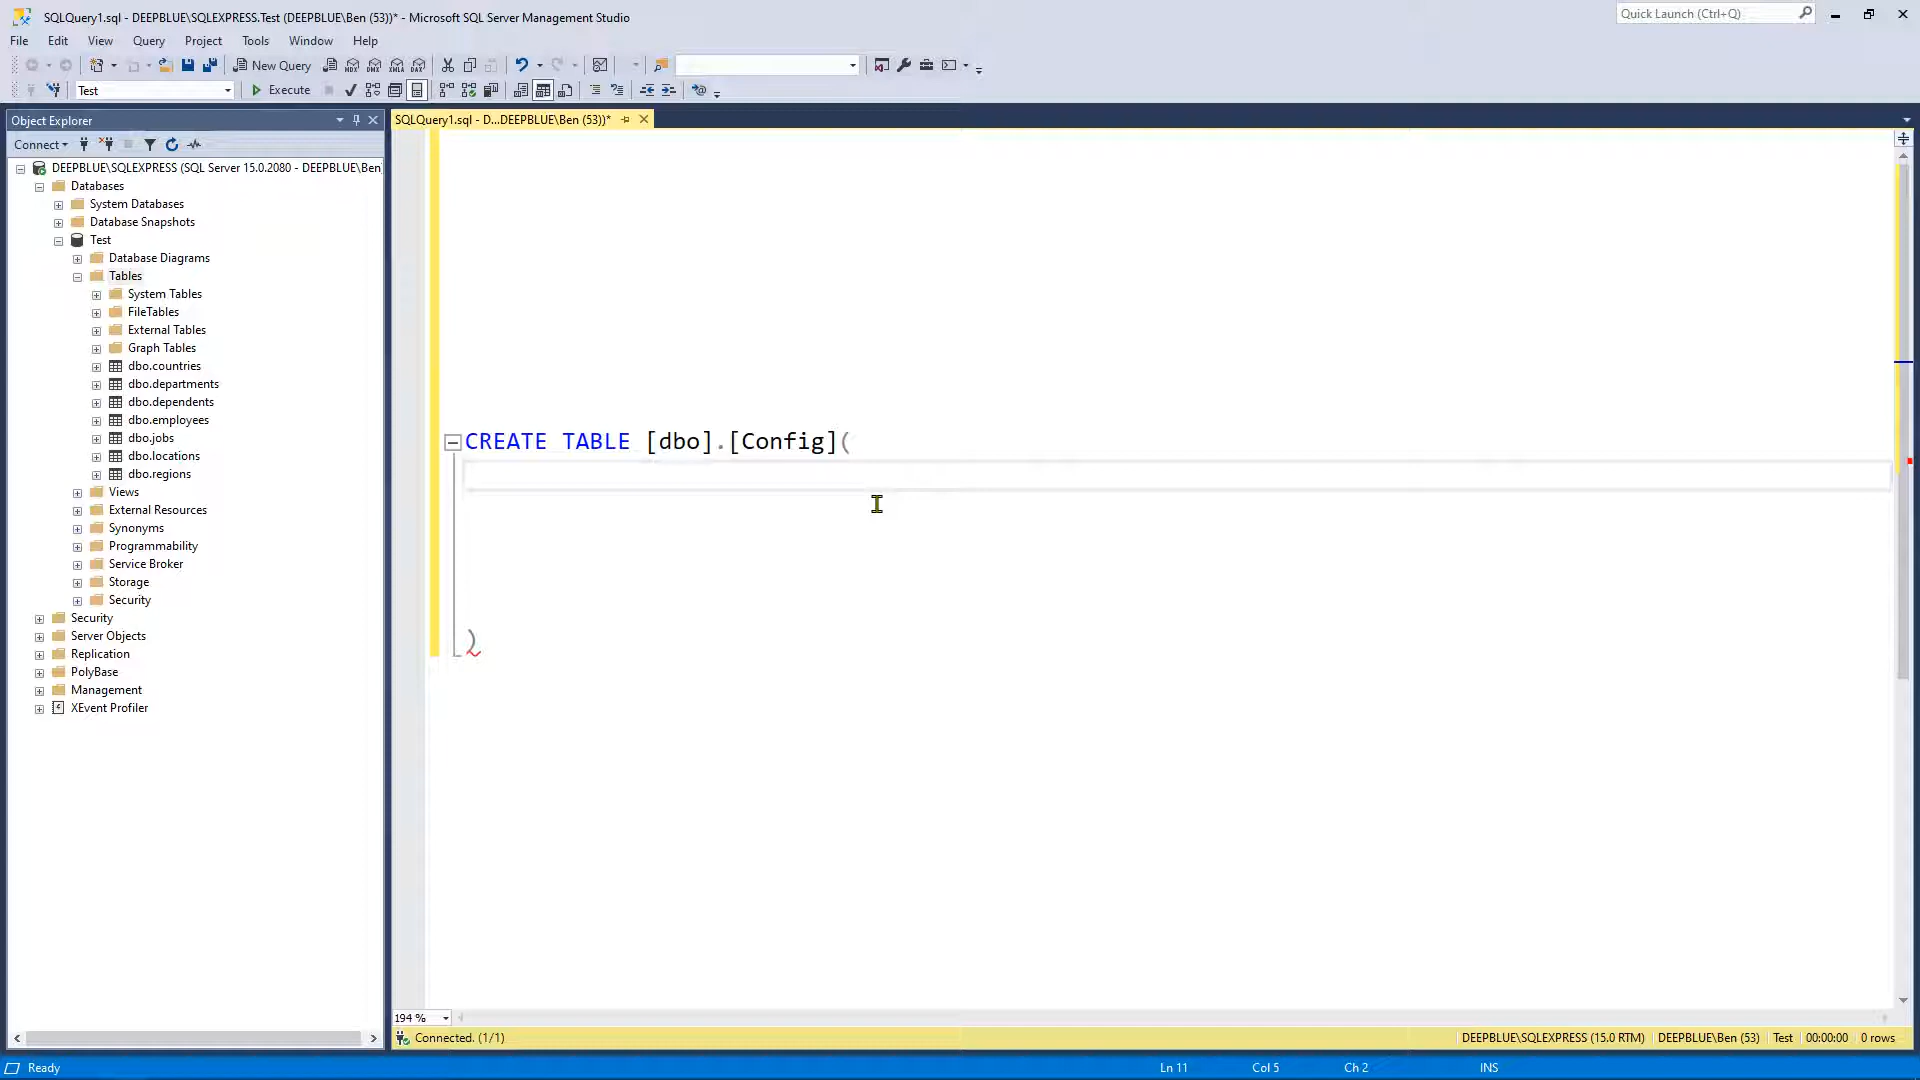 SQLQuery1.sql - DEEPBLUE\SQLEXPRESS.Test (DEEPBLUE\Ben (53))* - Microsoft SQL Server Management Studio
Quick Launch (Ctrl+Q)
File Edit View Query Project Tools Window Help
New Query
Test Execute
Object Explorer
SQLQuery1.sql - D...DEEPBLUE\Ben (53))*
Connect
DEEPBLUE\SQLEXPRESS (SQL Server 15.0.2080 - DEEPBLUE\Ben
Databases
System Databases
Database Snapshots
Test
Database Diagrams
Tables
System Tables
FileTables
External Tables
Graph Tables
dbo.countries
dbo.departments
dbo.dependents
dbo.employees
dbo.jobs
dbo.locations
dbo.regions
Views
External Resources
Synonyms
Programmability
Service Broker
Storage
Security
Security
Server Objects
Replication
PolyBase
Management
XEvent Profiler
CREATE TABLE [dbo].[Config](
)
194 %
Connected. (1/1)
DEEPBLUE\SQLEXPRESS (15.0 RTM) DEEPBLUE\Ben (53) Test 00:00:00 0 rows
Ready
Ln 11 Col 5 Ch 2 INS